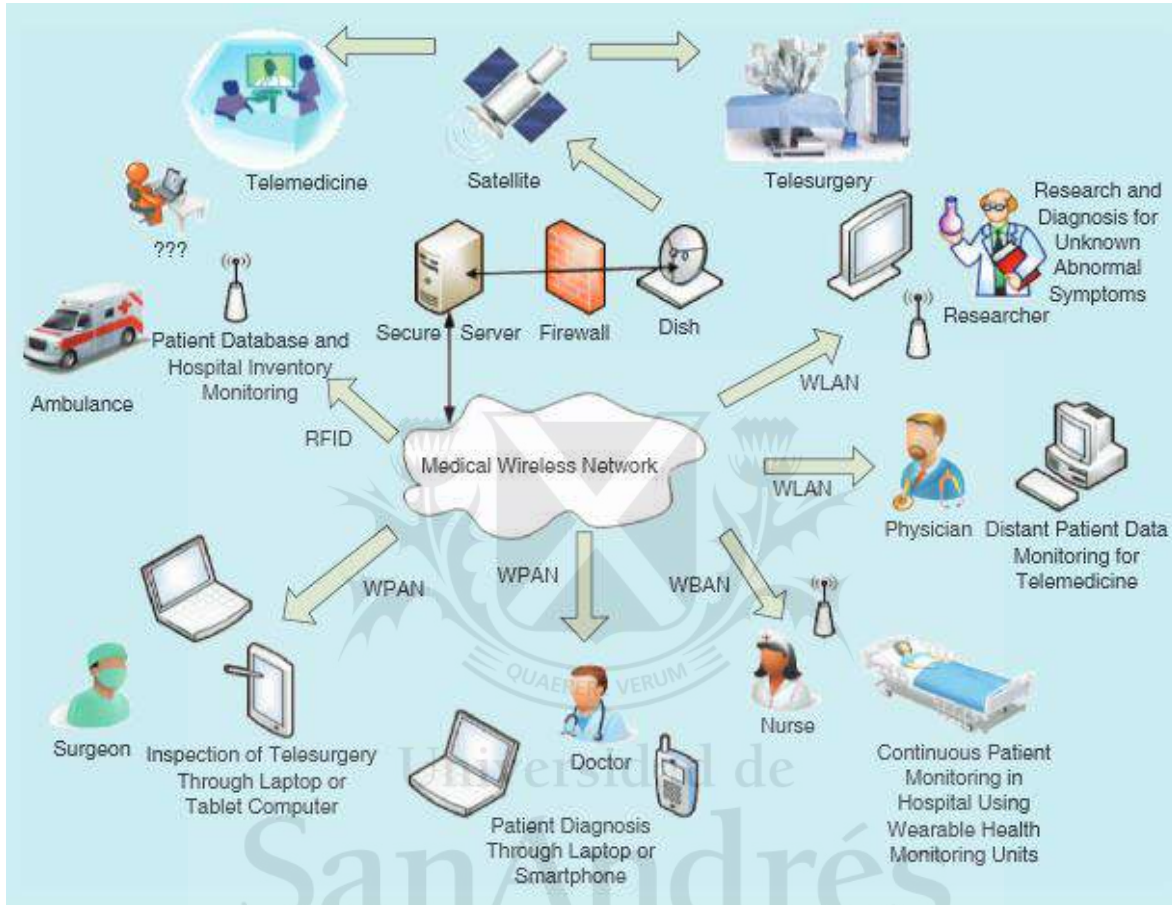 Telemedicine
Satellite
Telesurgery
Research and
Diagnosis for
Unknown
Abnormal
Symptoms
???
Researcher
Secure Server
Firewall
Dish
Patient Database and
Hospital Inventory
Monitoring
Ambulance
WLAN
RFID
Medical Wireless Network
WLAN
Physician
Distant Patient Data
Monitoring for
Telemedicine
WPAN
WPAN
WBAN
QUAERERE VERUM
Surgeon
Inspection of Telesurgery
Through Laptop or
Tablet Computer
Doctor
Nurse
Continuous Patient
Monitoring in
Hospital Using
Wearable Health
Monitoring Units
Patient Diagnosis
Through Laptop or
Smartphone
Universidad de
SanAndrés